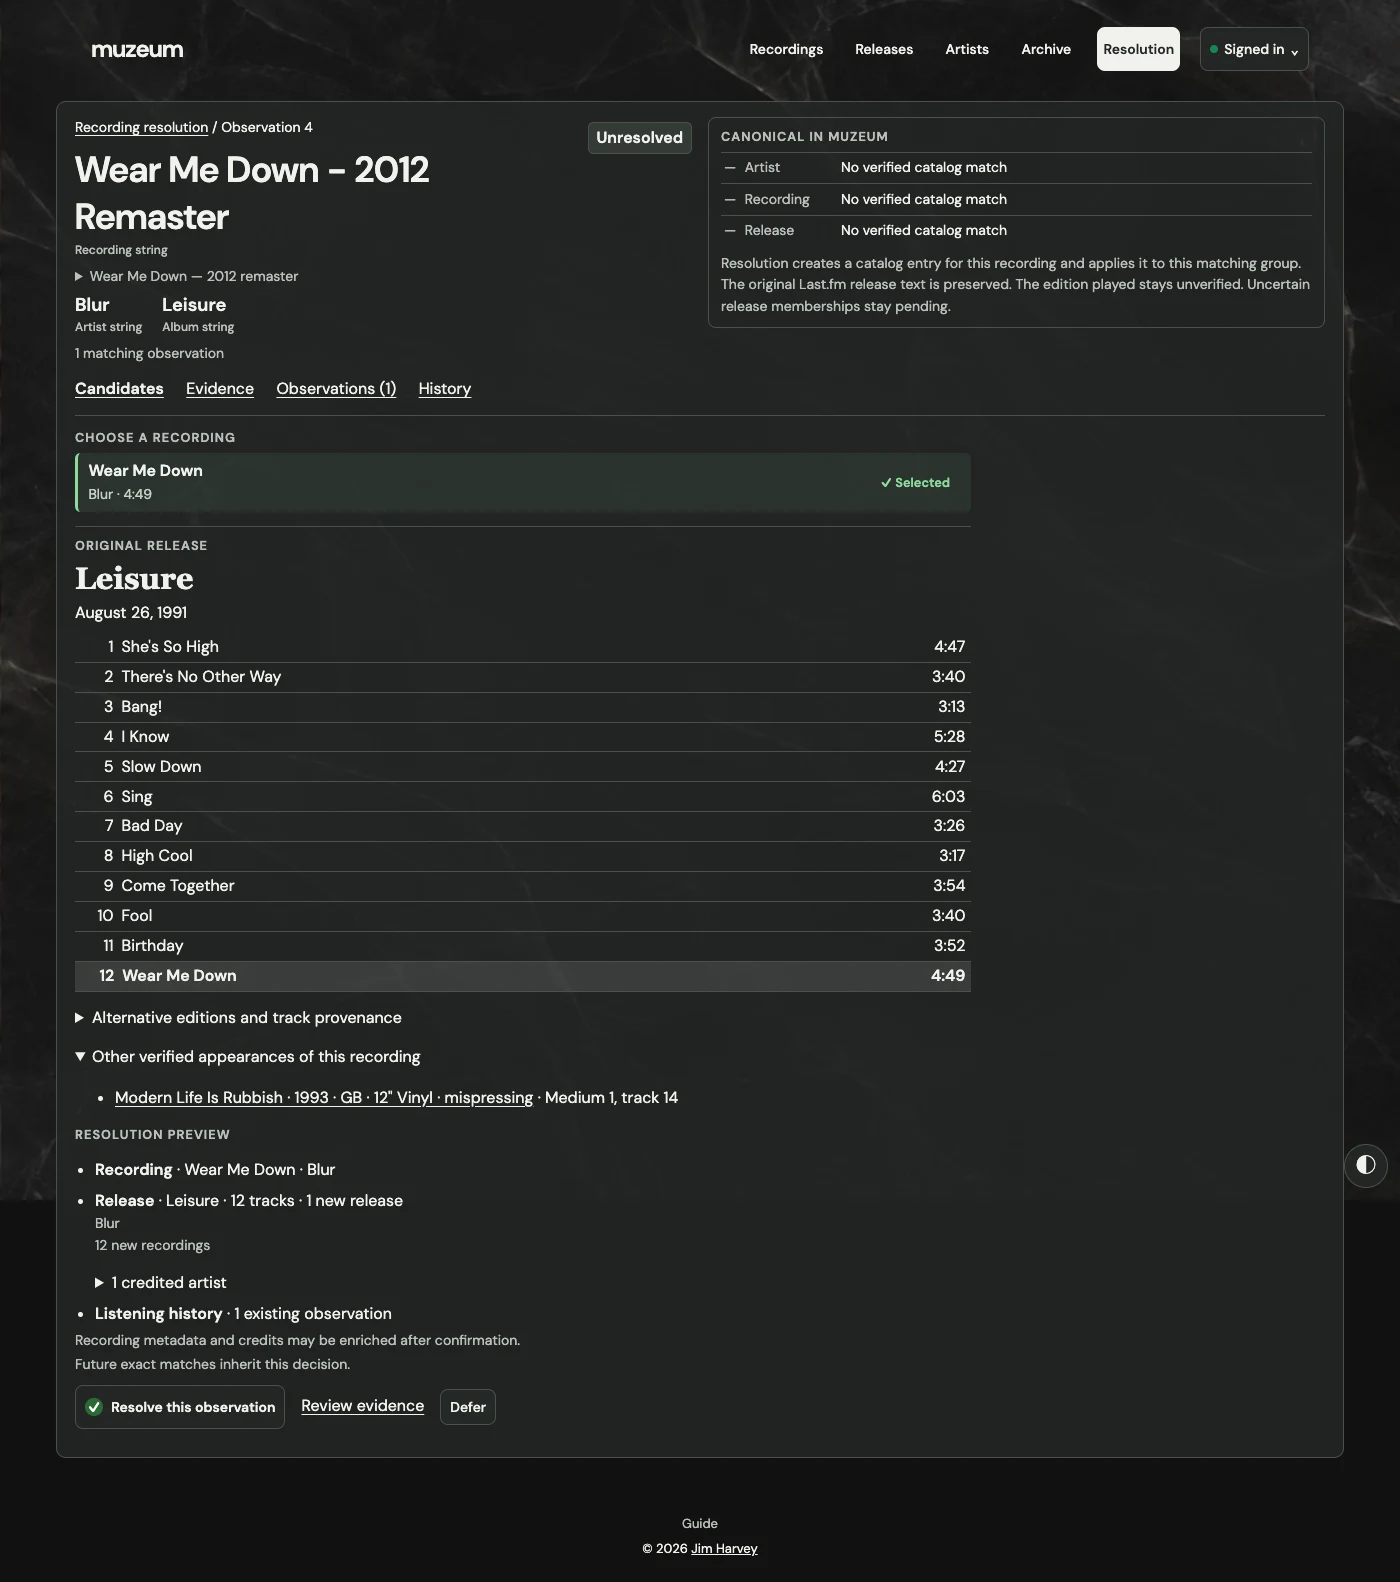 muzeum
Recordings Releases Artists Archive Resolution Signed in
Recording resolution / Observation 4
Unresolved
Wear Me Down – 2012
Remaster
Recording string
Wear Me Down — 2012 remaster
Blur Leisure
Artist string Album string
1 matching observation
CANONICAL IN MUZEUM
— Artist No verified catalog match
— Recording No verified catalog match
— Release No verified catalog match
Resolution creates a catalog entry for this recording and applies it to this matching group.
The original Last.fm release text is preserved. The edition played stays unverified. Uncertain
release memberships stay pending.
Candidates Evidence Observations (1) History
CHOOSE A RECORDING
Wear Me Down
Blur · 4:49
✓ Selected
ORIGINAL RELEASE
Leisure
August 26, 1991
1 She's So High 4:47
2 There's No Other Way 3:40
3 Bang! 3:13
4 I Know 5:28
5 Slow Down 4:27
6 Sing 6:03
7 Bad Day 3:26
8 High Cool 3:17
9 Come Together 3:54
10 Fool 3:40
11 Birthday 3:52
12 Wear Me Down 4:49
Alternative editions and track provenance
Other verified appearances of this recording
• Modern Life Is Rubbish · 1993 · GB · 12" Vinyl · mispressing · Medium 1, track 14
RESOLUTION PREVIEW
• Recording · Wear Me Down · Blur
• Release · Leisure · 12 tracks · 1 new release
Blur
12 new recordings
1 credited artist
• Listening history · 1 existing observation
Recording metadata and credits may be enriched after confirmation.
Future exact matches inherit this decision.
Resolve this observation Review evidence Defer
Guide
© 2026 Jim Harvey